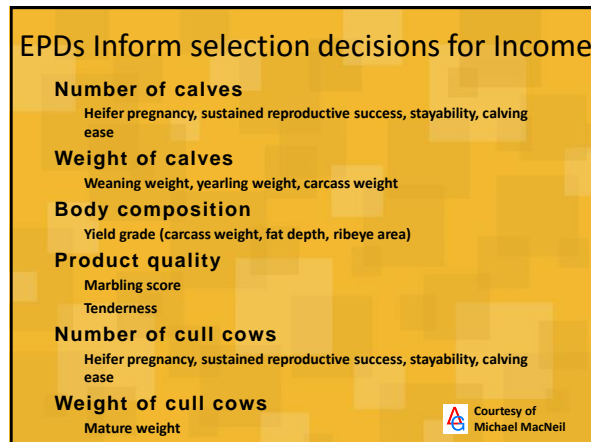 EPDs Inform selection decisions for Income
Number of calves
Heifer pregnancy, sustained reproductive success, stayability, calving
ease
Weight of calves
Weaning weight, yearling weight, carcass weight
Body composition
Yield grade (carcass weight, fat depth, ribeye area)
Product quality
Marbling score
Tenderness
Number of cull cows
Heifer pregnancy, sustained reproductive success, stayability, calving
ease
Weight of cull cows
Mature weight
Courtesy of
Michael MacNeil